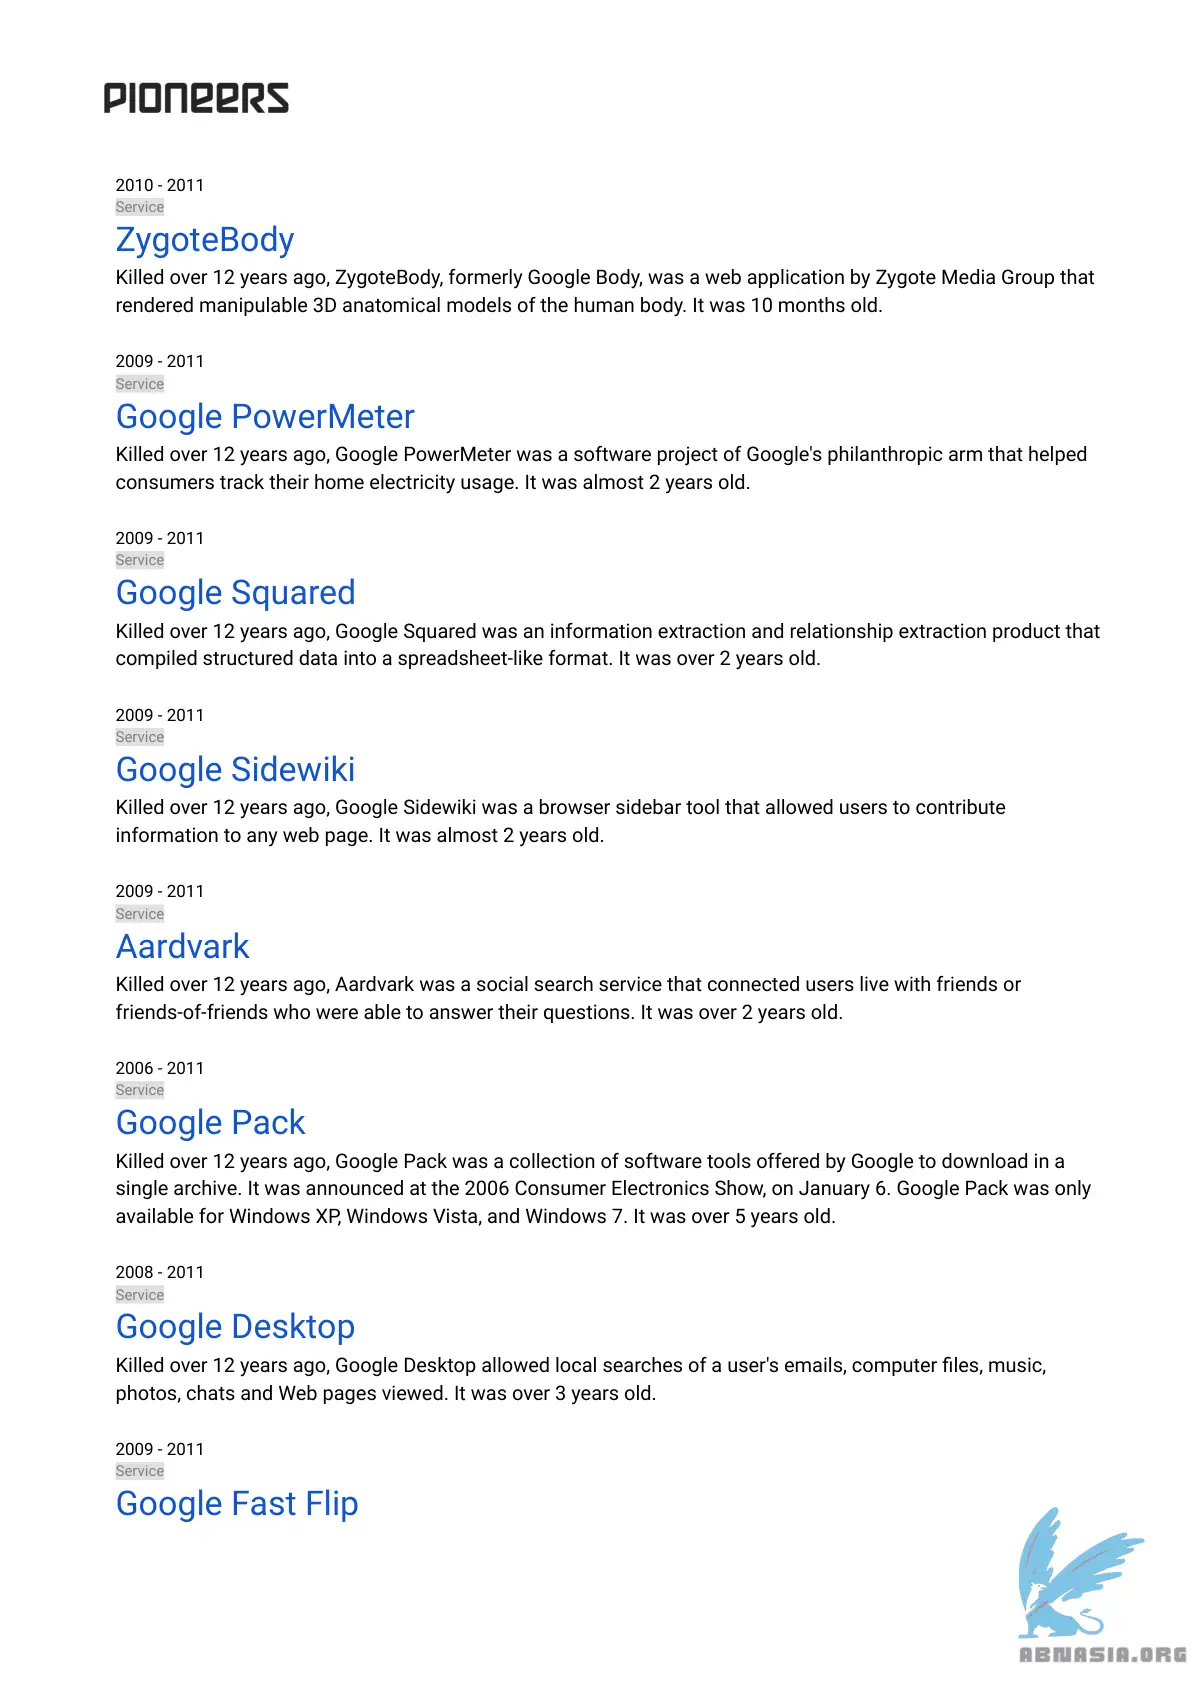 PIONEERS
2010 - 2011
Service
ZygoteBody
Killed over 12 years ago, ZygoteBody, formerly Google Body, was a web application by Zygote Media Group that
rendered manipulable 3D anatomical models of the human body. It was 10 months old.
2009 - 2011
Service
Google PowerMeter
Killed over 12 years ago, Google PowerMeter was a software project of Google's philanthropic arm that helped
consumers track their home electricity usage. It was almost 2 years old.
2009 - 2011
Service
Google Squared
Killed over 12 years ago, Google Squared was an information extraction and relationship extraction product that
compiled structured data into a spreadsheet-like format. It was over 2 years old.
2009 - 2011
Service
Google Sidewiki
Killed over 12 years ago, Google Sidewiki was a browser sidebar tool that allowed users to contribute
information to any web page. It was almost 2 years old.
2009 - 2011
Service
Aardvark
Killed over 12 years ago, Aardvark was a social search service that connected users live with friends or
friends-of-friends who were able to answer their questions. It was over 2 years old.
2006 - 2011
Service
Google Pack
Killed over 12 years ago, Google Pack was a collection of software tools offered by Google to download in a
single archive. It was announced at the 2006 Consumer Electronics Show, on January 6. Google Pack was only
available for Windows XP, Windows Vista, and Windows 7. It was over 5 years old.
2008 - 2011
Service
Google Desktop
Killed over 12 years ago, Google Desktop allowed local searches of a user's emails, computer files, music,
photos, chats and Web pages viewed. It was over 3 years old.
2009 - 2011
Service
Google Fast Flip
ABNASIA.ORG